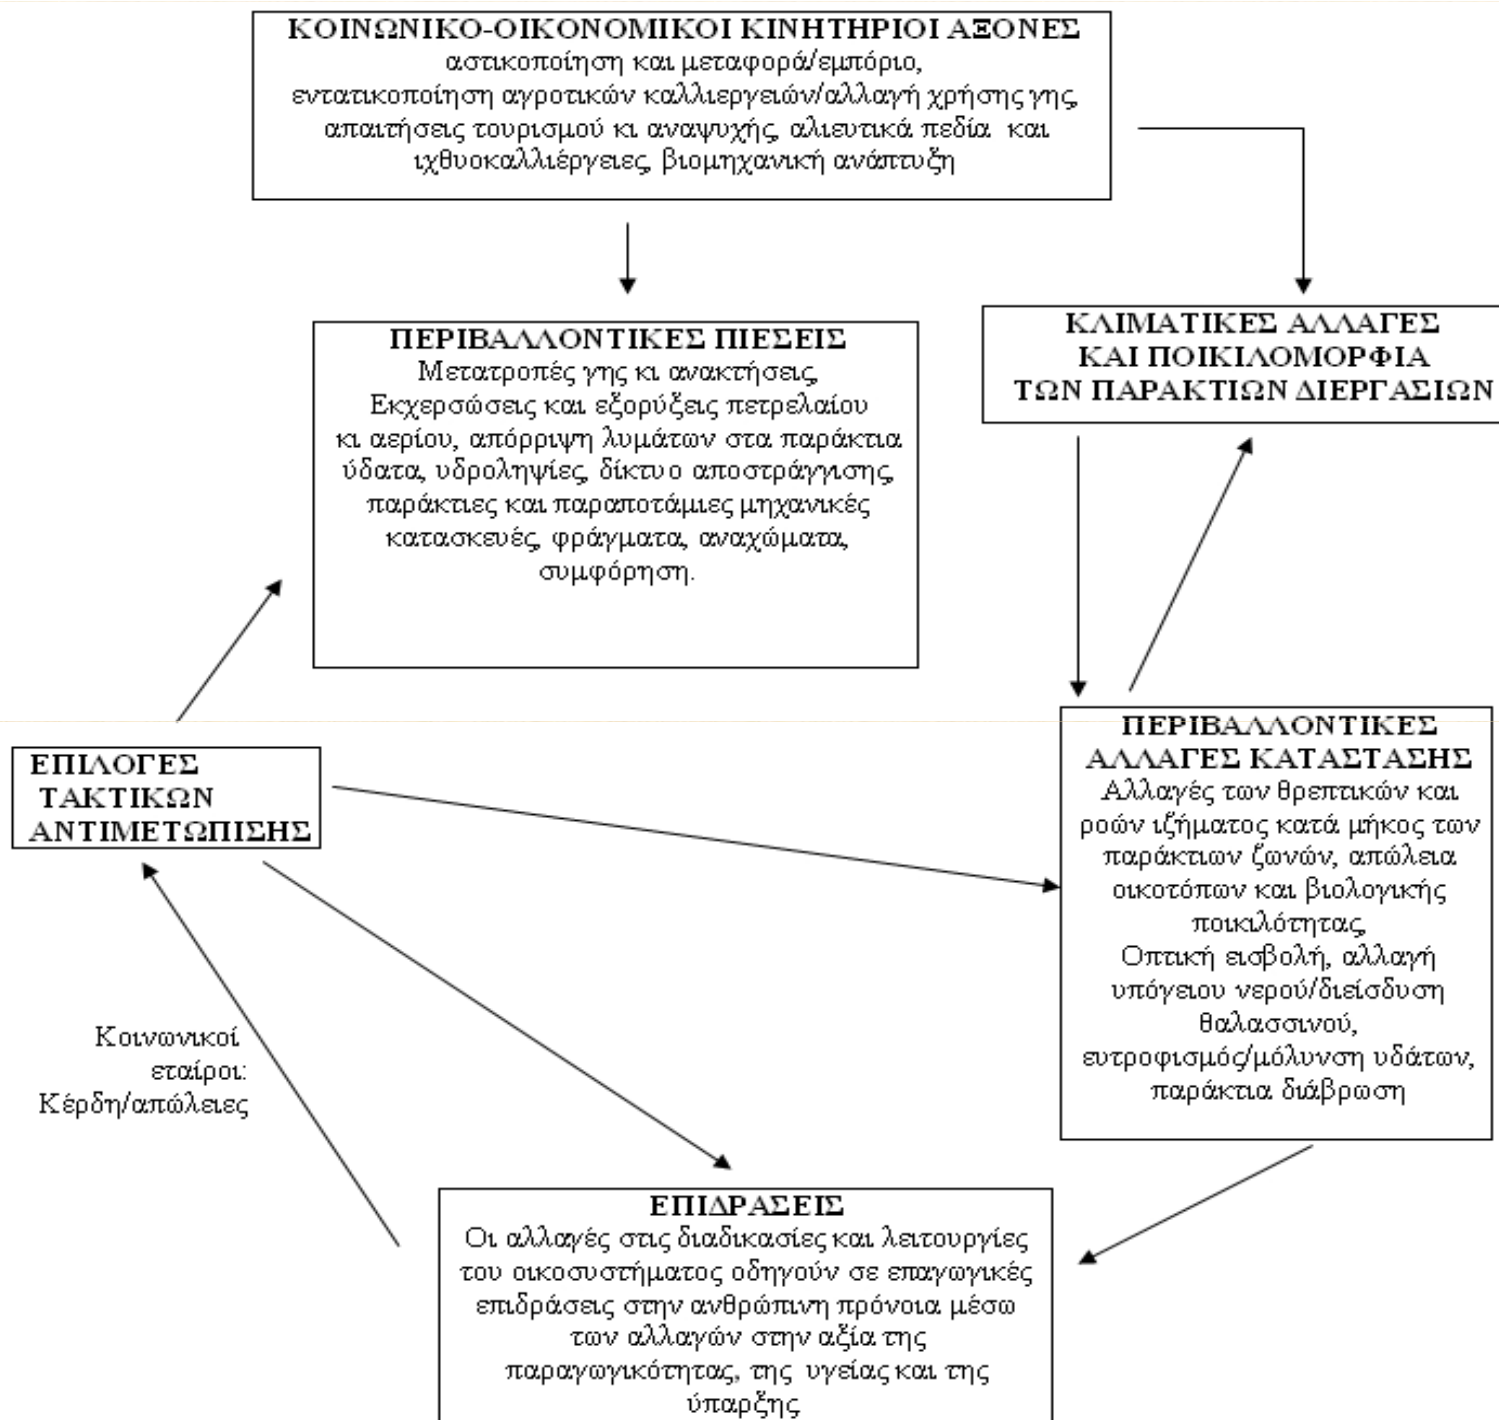 ΚΟΙΝΩΝΙΚΟ-ΟΙΚΟΝΟΜΙΚΟΙ ΚΙΝΗΤΗΡΙΟΙ ΑΞΟΝΕΣ
αστικοποίηση και μεταφορά/εμπόριο,
εντατικοποίηση αγροτικών καλλιεργειών/αλλαγή χρήσης γης,
απαιτήσεις τουρισμού κι αναψυχής, αλιευτικά πεδία και
ιχθυοκαλλιέργειες, βιομηχανική ανάπτυξη
ΠΕΡΙΒΑΛΛΟΝΤΙΚΕΣ ΠΙΕΣΕΙΣ
Μετατροπές γης κι ανακτήσεις,
Εκχερσώσεις και εξορύξεις πετρελαίου
κι αερίου, απόρριψη λυμάτων στα παράκτια
ύδατα, υδροληψίες, δίκτυο αποστράγγισης,
παράκτιες και παραποτάμιες μηχανικές
κατασκευές, φράγματα, αναχώματα,
συμφόρηση.
ΚΛΙΜΑΤΙΚΕΣ ΑΛΛΑΓΕΣ
ΚΑΙ ΠΟΙΚΙΛΟΜΟΡΦΙΑ
ΤΩΝ ΠΑΡΑΚΤΙΩΝ ΔΙΕΡΓΑΣΙΩΝ
ΕΠΙΛΟΓΕΣ
ΤΑΚΤΙΚΩΝ
ΑΝΤΙΜΕΤΩΠΙΣΗΣ
ΠΕΡΙΒΑΛΛΟΝΤΙΚΕΣ
ΑΛΛΑΓΕΣ ΚΑΤΑΣΤΑΣΗΣ
Αλλαγές των θρεπτικών και
ροών ιζήματος κατά μήκος των
παράκτιων ζωνών, απώλεια
οικοτόπων και βιολογικής
ποικιλότητας,
Οπτική εισβολή, αλλαγή
υπόγειου νερού/διείσδυση
θαλασσινού,
ευτροφισμός/μόλυνση υδάτων,
παράκτια διάβρωση
Κοινωνικοί
εταίροι:
Κέρδη/απώλειες
ΕΠΙΔΡΑΣΕΙΣ
Οι αλλαγές στις διαδικασίες και λειτουργίες
του οικοσυστήματος οδηγούν σε επαγωγικές
επιδράσεις στην ανθρώπινη πρόνοια μέσω
των αλλαγών στην αξία της
παραγωγικότητας, της υγείας και της
ύπαρξης